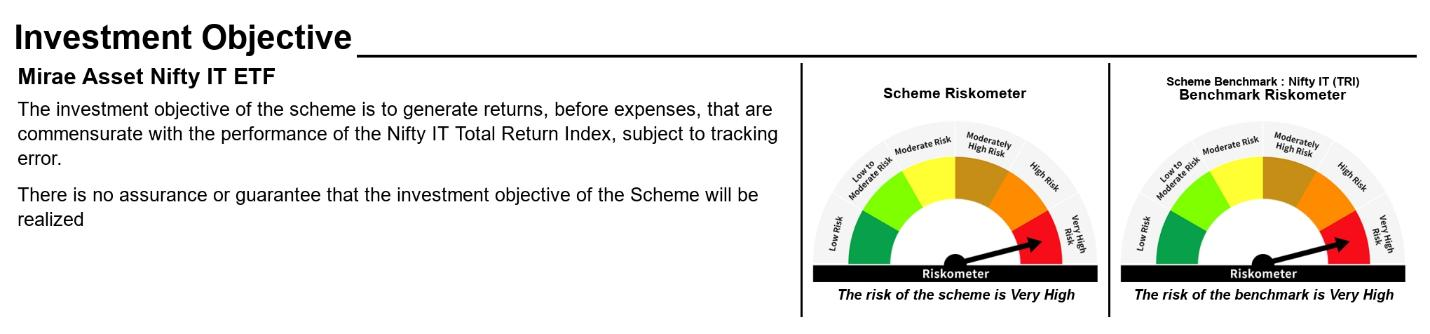 Investment Objective
Mirae Asset Nifty IT ETF
The investment objective of the scheme is to generate returns, before expenses, that are
commensurate with the performance of the Nifty IT Total Return Index, subject to tracking
error.
There is no assurance or guarantee that the investment objective of the Scheme will be
realized
Scheme Riskometer
Low Risk
Low to
Moderate Risk
Moderate Risk
Moderately
High Risk
High Risk
Very High
Risk
Riskometer
The risk of the scheme is Very High
Scheme Benchmark : Nifty IT (TRI)
Benchmark Riskometer
Low Risk
Low to
Moderate Risk
Moderate Risk
Moderately
High Risk
High Risk
Very High
Risk
Riskometer
The risk of the benchmark is Very High